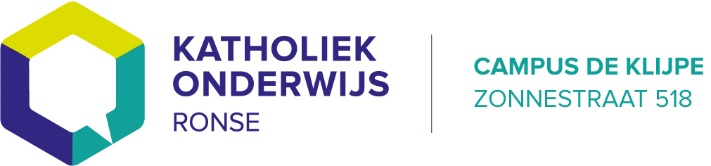 KATHOLIEK
ONDERWIJS
RONSE
CAMPUS DE KLIJPE
ZONNESTRAAT 518